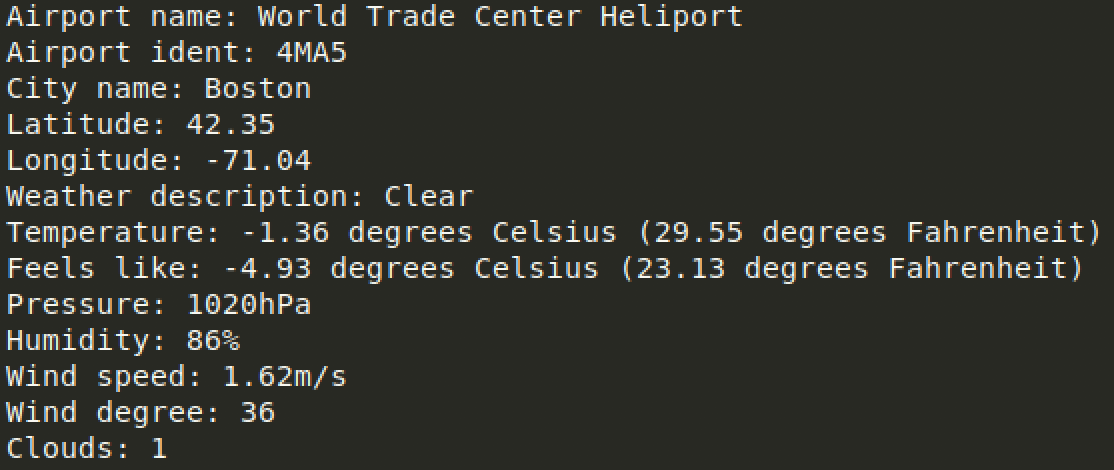 Airport name: World Trade Center Heliport
Airport ident: 4MA5
City name: Boston
Latitude: 42.35
Longitude: -71.04
Weather description: Clear
Temperature: -1.36 degrees Celsius (29.55 degrees Fahrenheit)
Feels like: -4.93 degrees Celsius (23.13 degrees Fahrenheit)
Pressure: 1020hPa
Humidity: 86%
Wind speed: 1.62m/s
Wind degree: 36
Clouds: 1